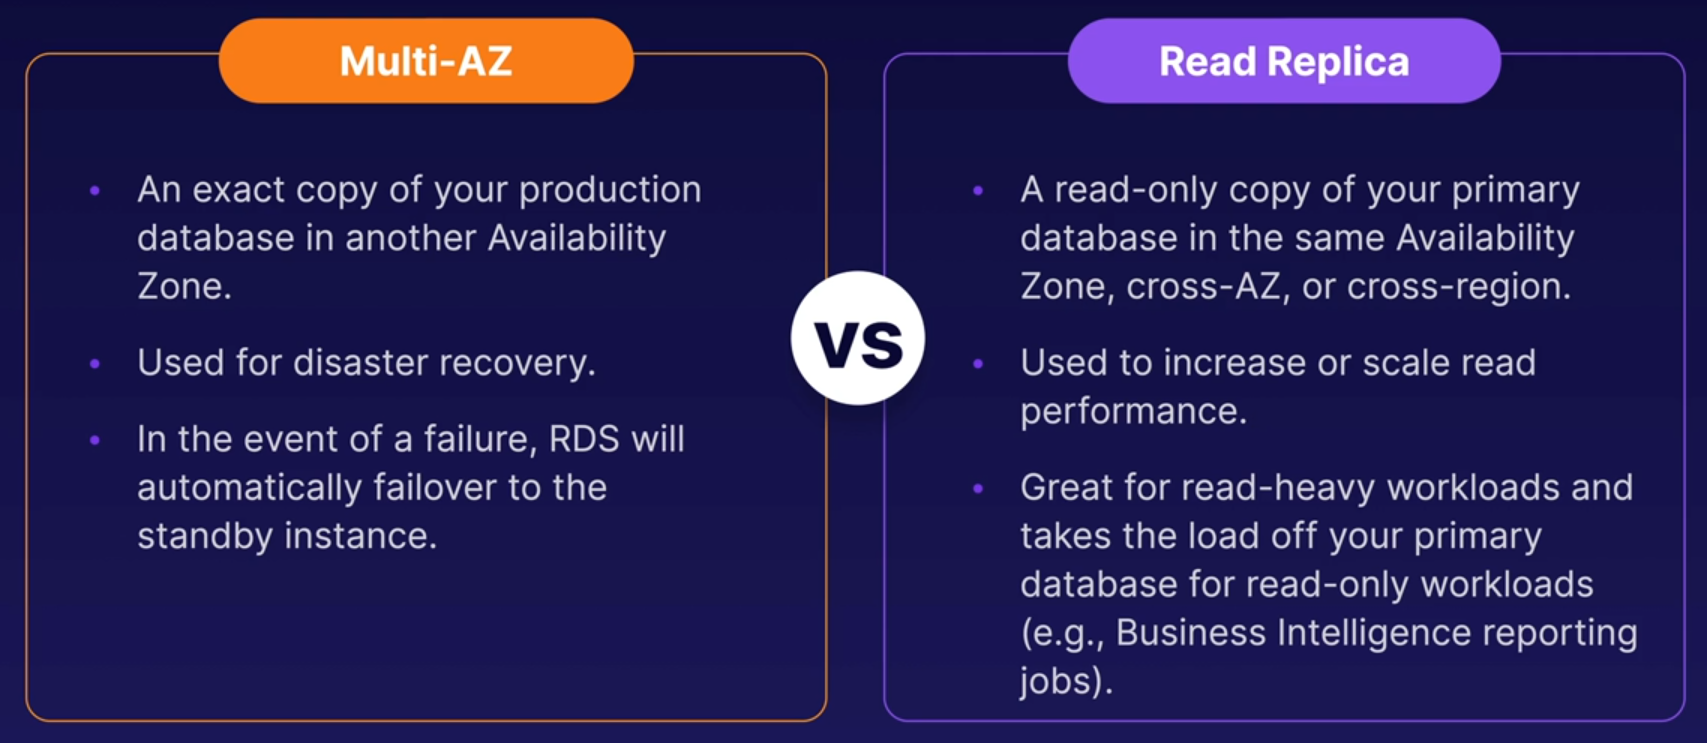 Multi-AZ
• An exact copy of your production
database in another Availability
Zone.
• Used for disaster recovery.
• In the event of a failure, RDS will
automatically failover to the
standby instance.
VS
Read Replica
• A read-only copy of your primary
database in the same Availability
Zone, cross-AZ, or cross-region.
• Used to increase or scale read
performance.
• Great for read-heavy workloads and
takes the load off your primary
database for read-only workloads
(e.g., Business Intelligence reporting
jobs).